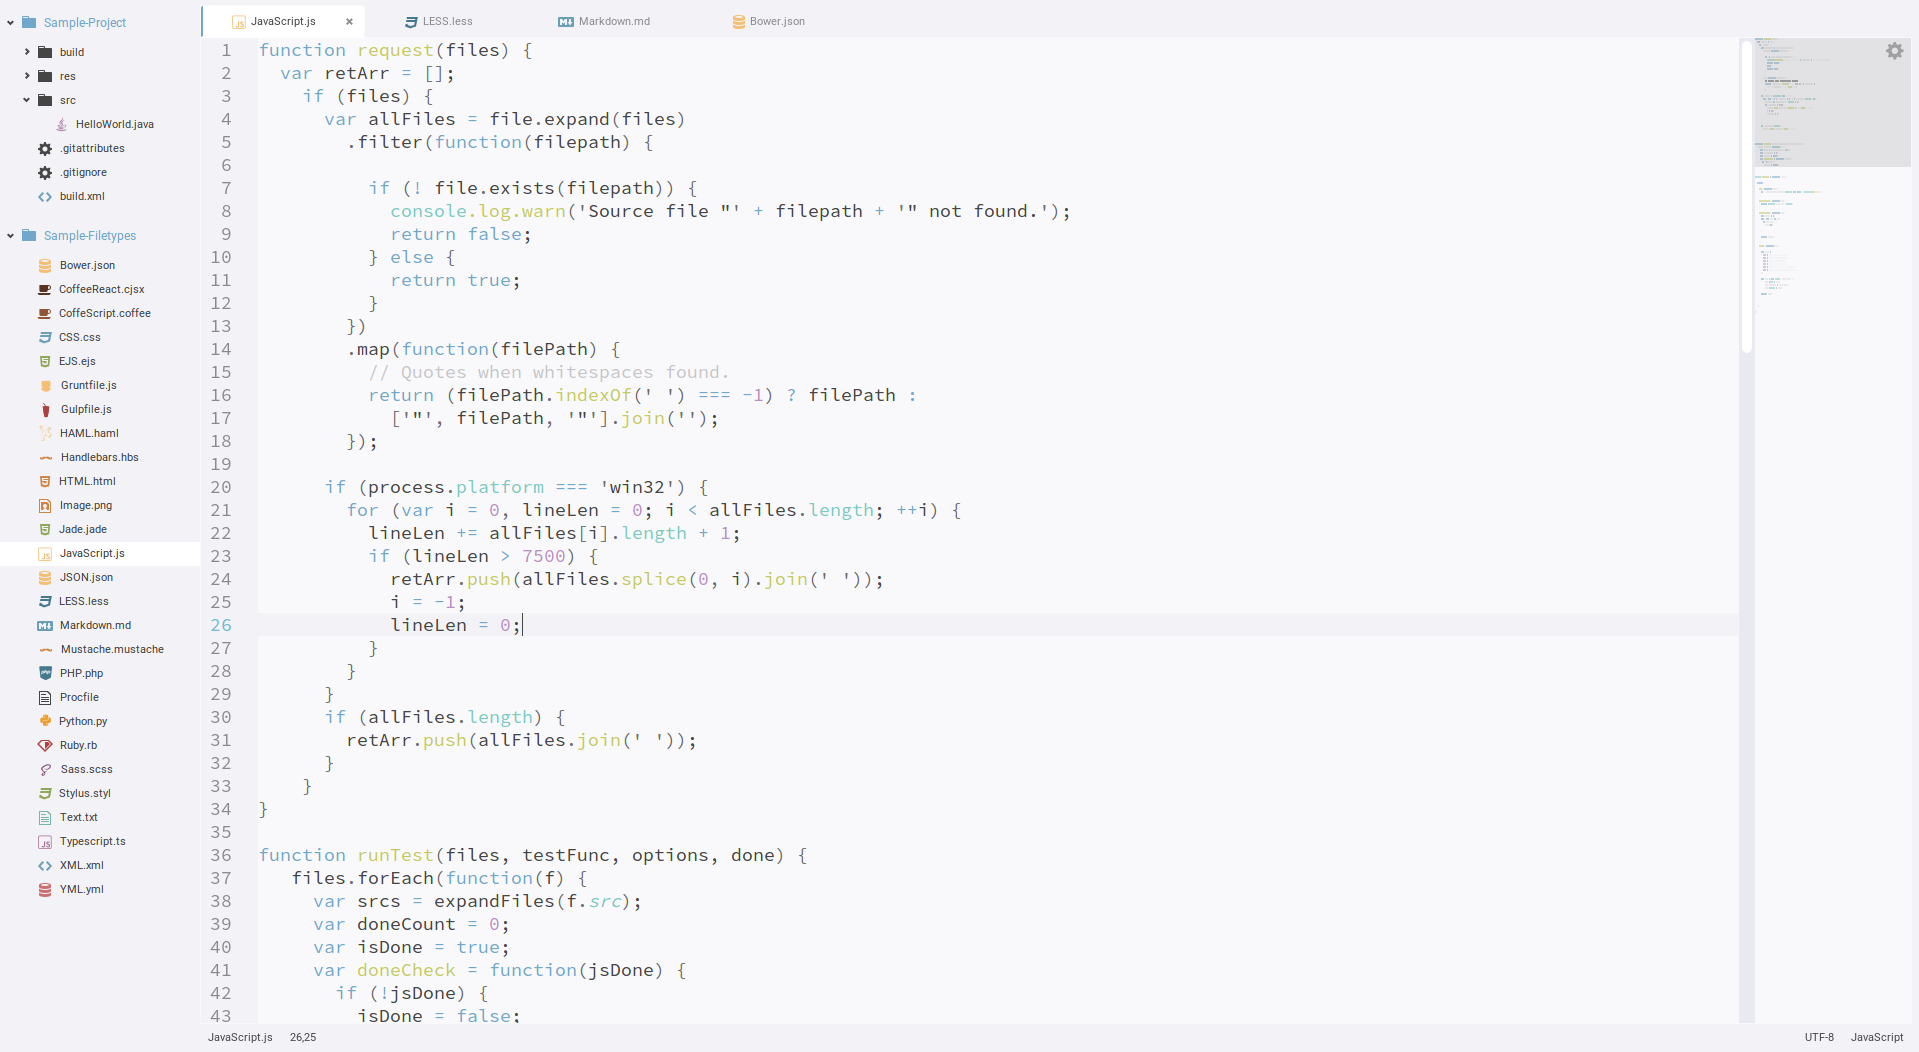 Sample-Project
build
res
src
HelloWorld.java
.gitattributes
.gitignore
build.xml
Sample-Filetypes
Bower.json
CoffeeReact.cjsx
CoffeScript.coffee
CSS.css
EJS.ejs
Gruntfile.js
Gulpfile.js
HAML.haml
Handlebars.hbs
HTML.html
Image.png
Jade.jade
JavaScript.js
JSON.json
LESS.less
Markdown.md
Mustache.mustache
PHP.php
Procfile
Python.py
Ruby.rb
Sass.scss
Stylus.styl
Text.txt
Typescript.ts
XML.xml
YML.yml
JavaScript.js LESS.less Markdown.md Bower.json
1 function request(files) {
2   var retArr = [];
3     if (files) {
4       var allFiles = file.expand(files)
5         .filter(function(filepath) {
6
7           if (! file.exists(filepath)) {
8             console.log.warn('Source file "' + filepath + '" not found.');
9             return false;
10           } else {
11             return true;
12           }
13         })
14         .map(function(filePath) {
15           // Quotes when whitespaces found.
16           return (filePath.indexOf(' ') === -1) ? filePath :
17             ['"', filePath, '"'].join('');
18         });
19
20       if (process.platform === 'win32') {
21         for (var i = 0, lineLen = 0; i < allFiles.length; ++i) {
22           lineLen += allFiles[i].length + 1;
23           if (lineLen > 7500) {
24             retArr.push(allFiles.splice(0, i).join(' '));
25             i = -1;
26             lineLen = 0;
27           }
28         }
29       }
30       if (allFiles.length) {
31         retArr.push(allFiles.join(' '));
32       }
33     }
34 }
35
36 function runTest(files, testFunc, options, done) {
37    files.forEach(function(f) {
38      var srcs = expandFiles(f.src);
39      var doneCount = 0;
40      var isDone = true;
41      var doneCheck = function(jsDone) {
42        if (!jsDone) {
43          isDone = false;
JavaScript.js 26,25 UTF-8 JavaScript